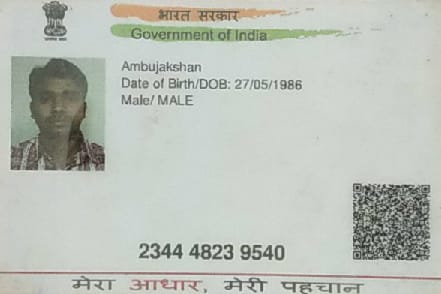 भारत सरकार
Government of India
Ambujakshan
Date of Birth/DOB: 27/05/1986
Male/ MALE
2344 4823 9540
मेरा आधार, मेरी पहचान